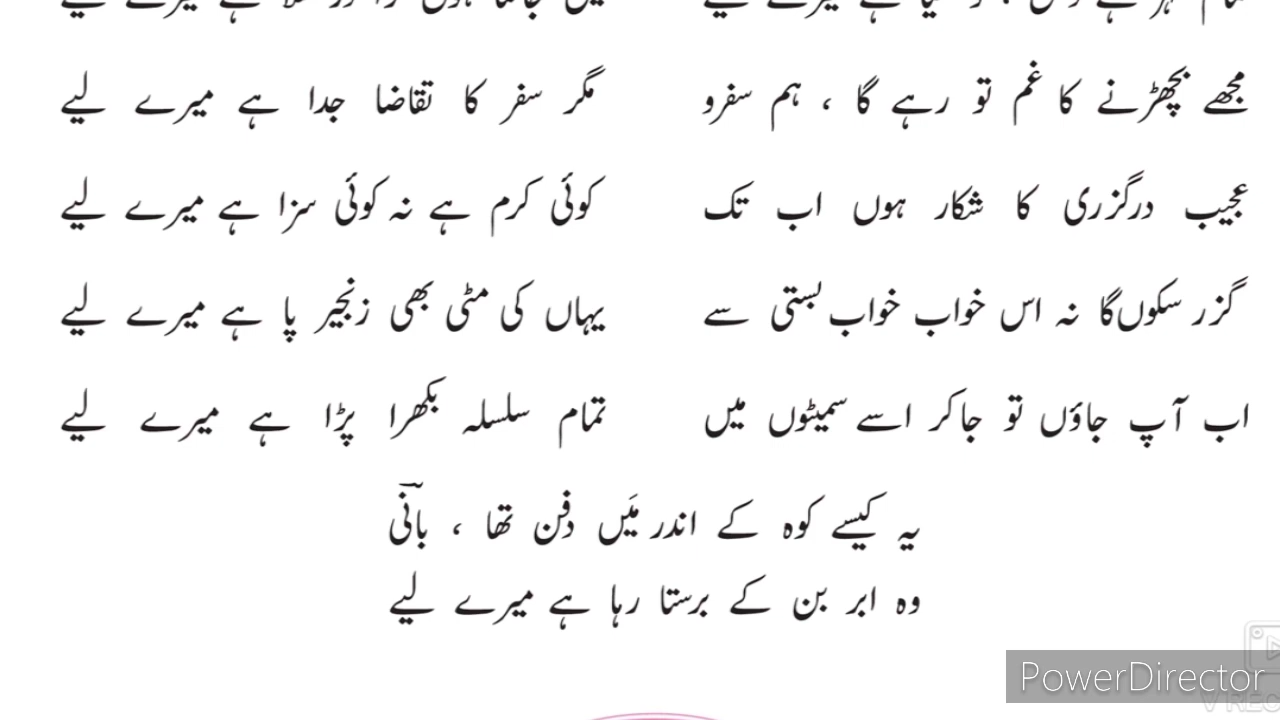 مجھے بچھڑنے کا غم تو رہے گا ، ہم سفرو مگر سفر کا تقاضا جدا ہے میرے لیے
عجیب درگزری کا شکار ہوں اب تک کوئی کرم ہے نہ کوئی سزا ہے میرے لیے
گزر سکوں گا نہ اس خواب خواب بستی سے یہاں کی مٹی بھی زنجیر پا ہے میرے لیے
اب آپ جاؤں تو جاکر اسے سمیٹوں میں تمام سلسلہ بکھرا پڑا ہے میرے لیے
یہ کیسے کوہ کے اندر مَیں دفن تھا ، بانؔی
وہ ابر بن کے برستا رہا ہے میرے لیے
PowerDirector